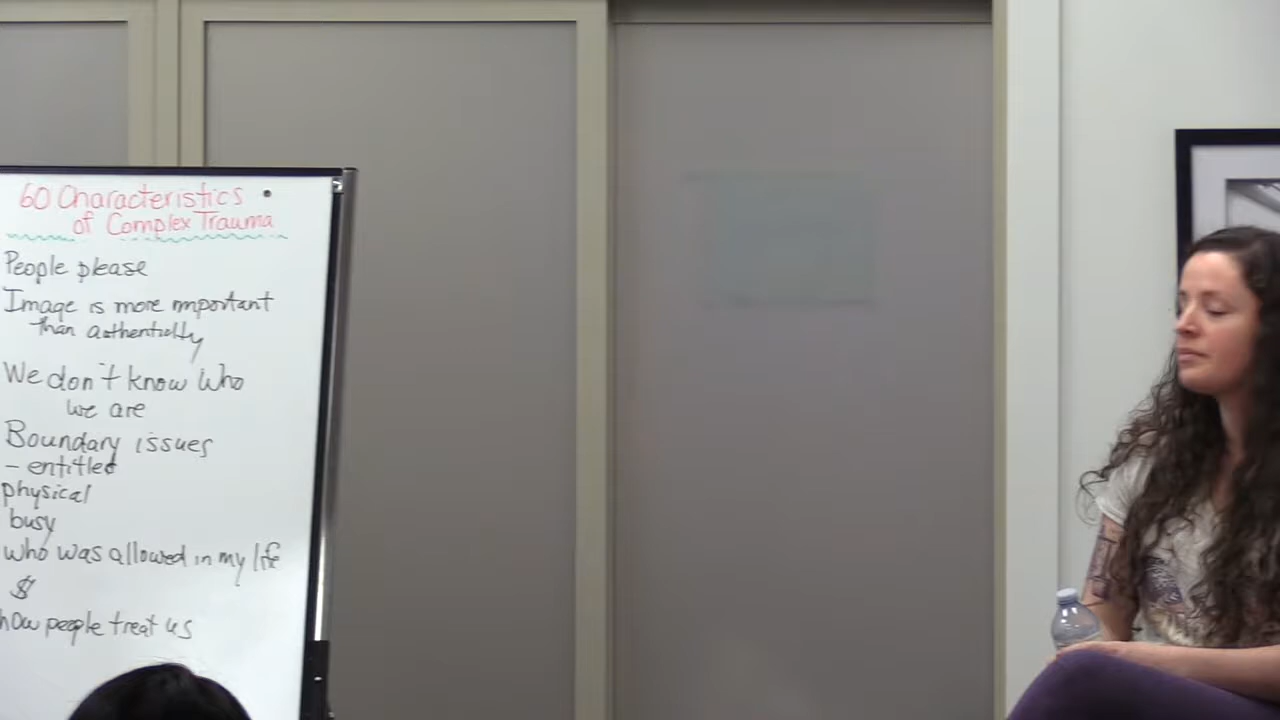 60 Characteristics
of Complex Trauma
People please
Image is more important
than authenticity
We don't know who
we are
Boundary issues
- entitled
physical
busy
who was allowed in my life
$
how people treat us